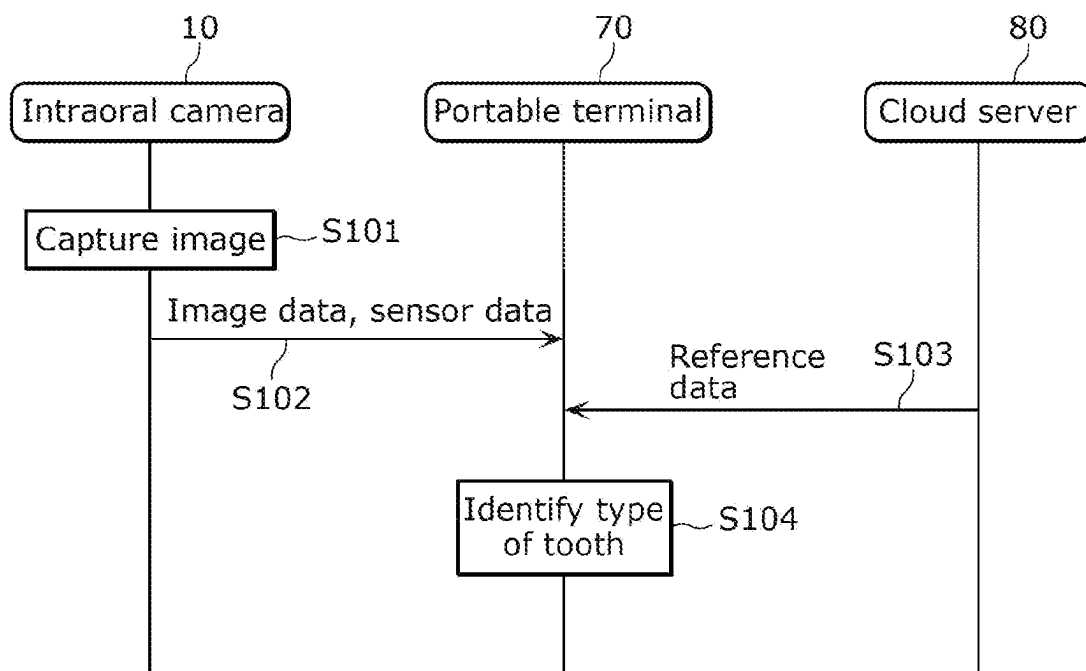 10
70
80
Intraoral camera
Portable terminal
Cloud server
Capture image
S101
Image data, sensor data
S102
Reference
data
S103
Identify type
of tooth
S104